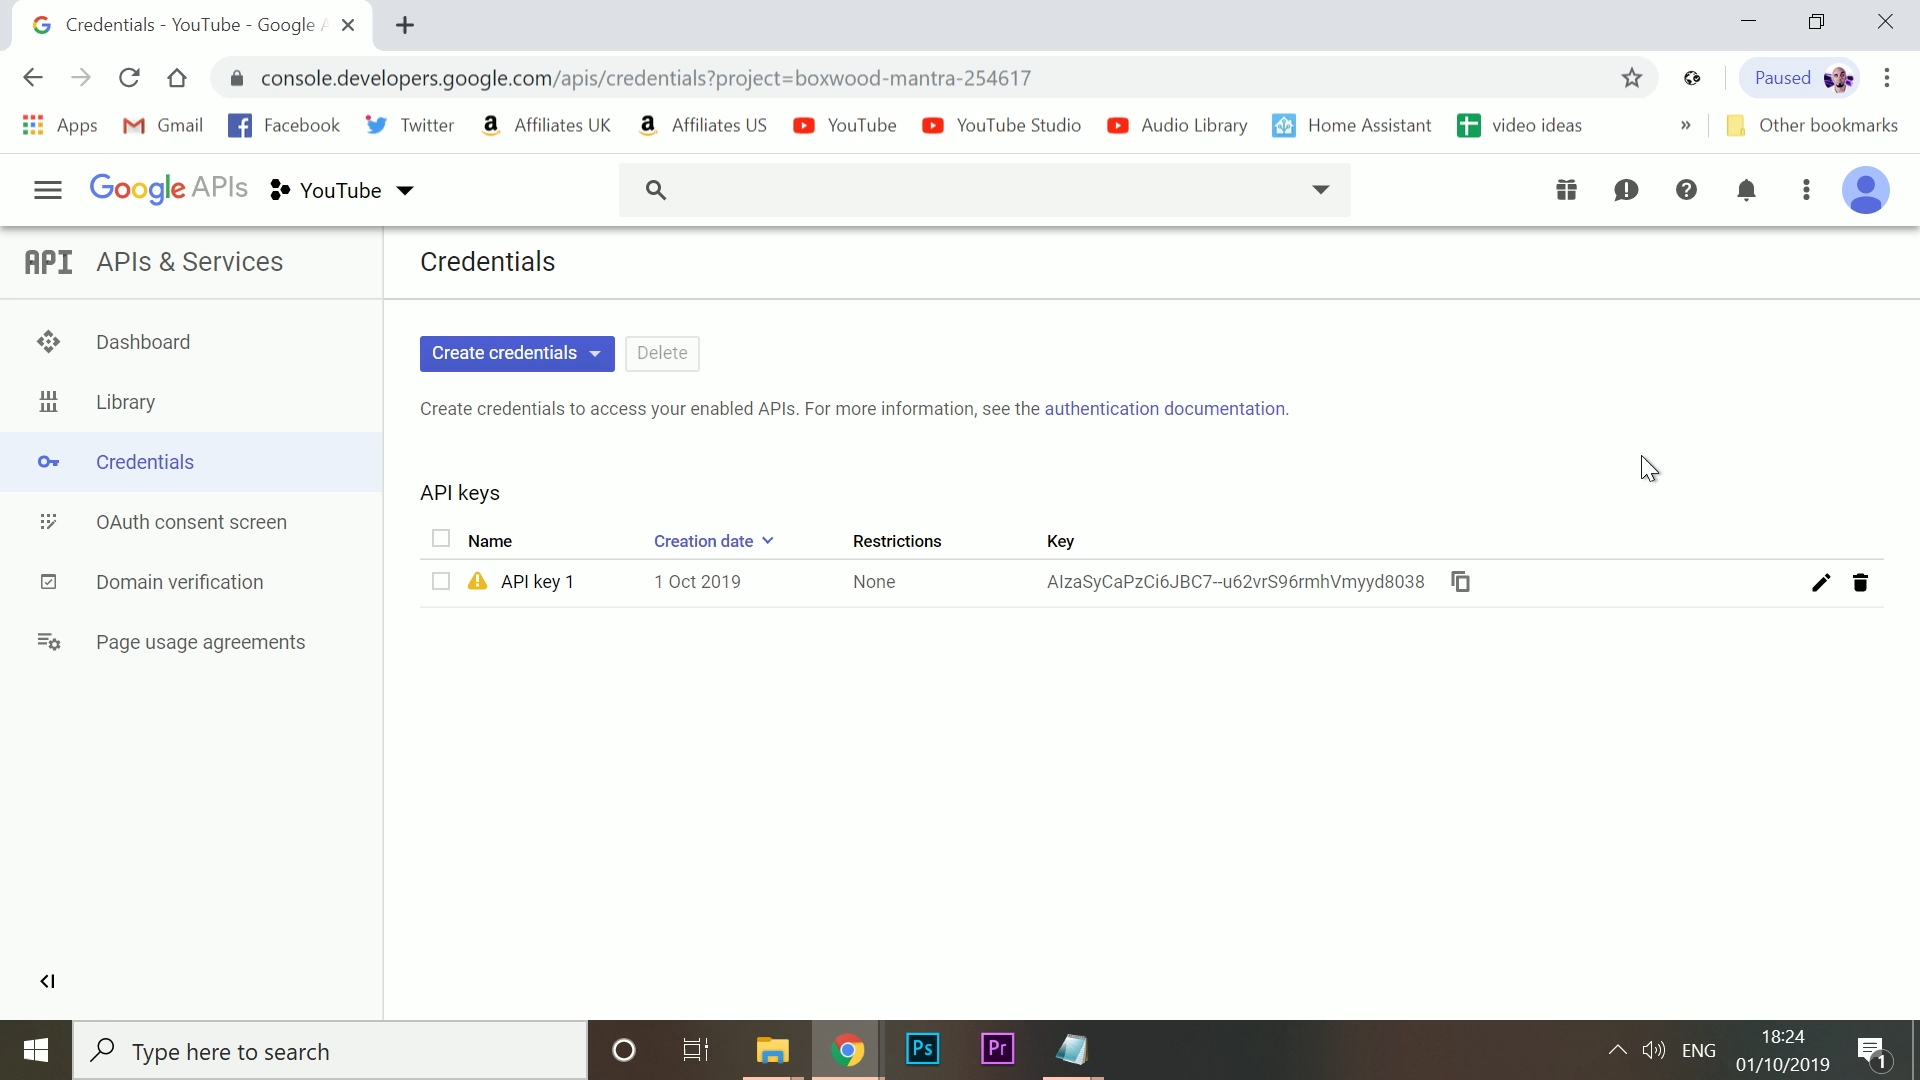 Credentials - YouTube - Google A
console.developers.google.com/apis/credentials?project=boxwood-mantra-254617
Paused
Apps Gmail Facebook Twitter Affiliates UK Affiliates US YouTube YouTube Studio Audio Library Home Assistant video ideas » Other bookmarks
Google APIs YouTube
API APIs & Services
Credentials
Dashboard
Library
Credentials
OAuth consent screen
Domain verification
Page usage agreements
Create credentials Delete
Create credentials to access your enabled APIs. For more information, see the authentication documentation.
API keys
Name Creation date Restrictions Key
API key 1 1 Oct 2019 None AIzaSyCaPzCi6JBC7--u62vrS96rmhVmyyd8038
Type here to search
Ps
Pr
ENG
18:24
01/10/2019
1